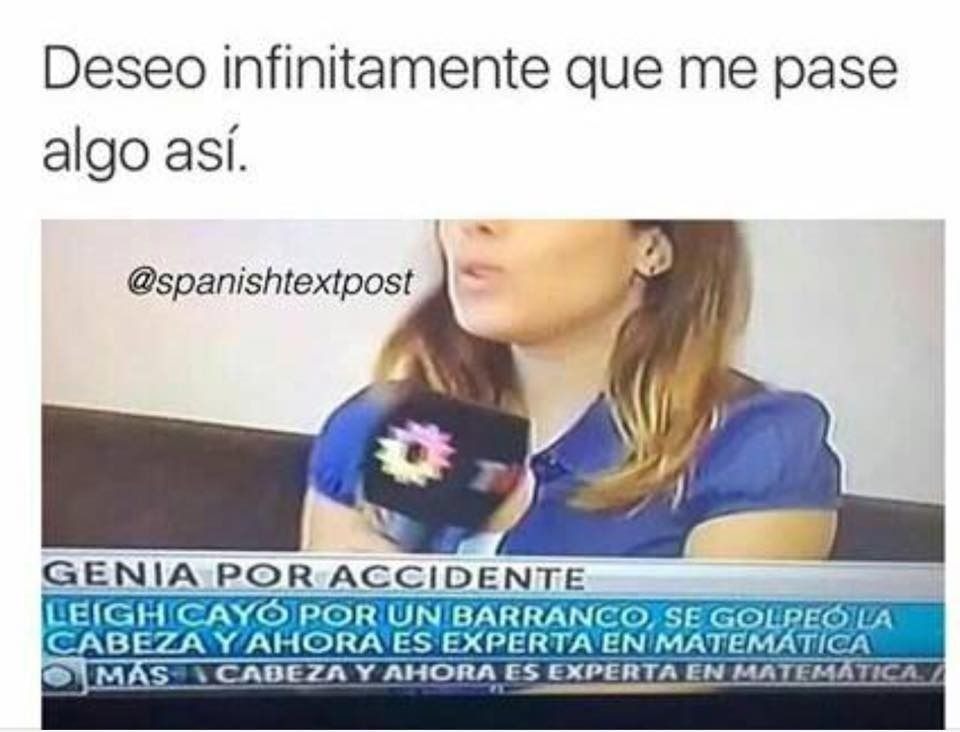 Deseo infinitamente que me pase
algo así.
@spanishtextpost
GENIA POR ACCIDENTE
LEIGH CAYÓ POR UN BARRANCO, SE GOLPEÓ LA
CABEZA Y AHORA ES EXPERTA EN MATEMÁTICA
MÁS \ CABEZA Y AHORA ES EXPERTA EN MATEMÁTICA. /